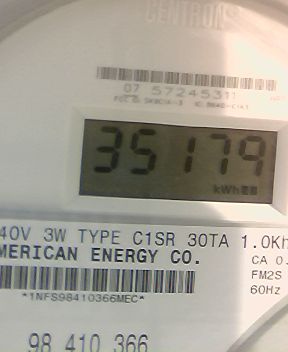 CENTRON
07 57245311
35179
kWh
40V 3W TYPE C1SR 30TA 1.0Kh
MERICAN ENERGY CO.
CA 0.
FM2S
*1NFS98410366MEC*
60Hz
98 410 366